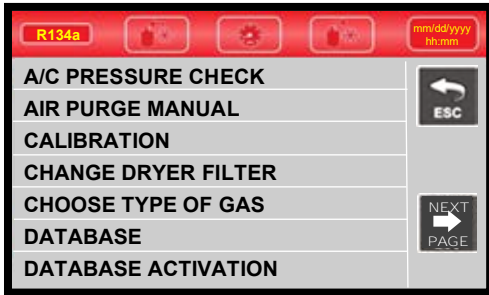 R134a
mm/dd/yyyy
hh:mm
A/C PRESSURE CHECK
AIR PURGE MANUAL
CALIBRATION
CHANGE DRYER FILTER
CHOOSE TYPE OF GAS
DATABASE
DATABASE ACTIVATION
ESC
NEXT
PAGE